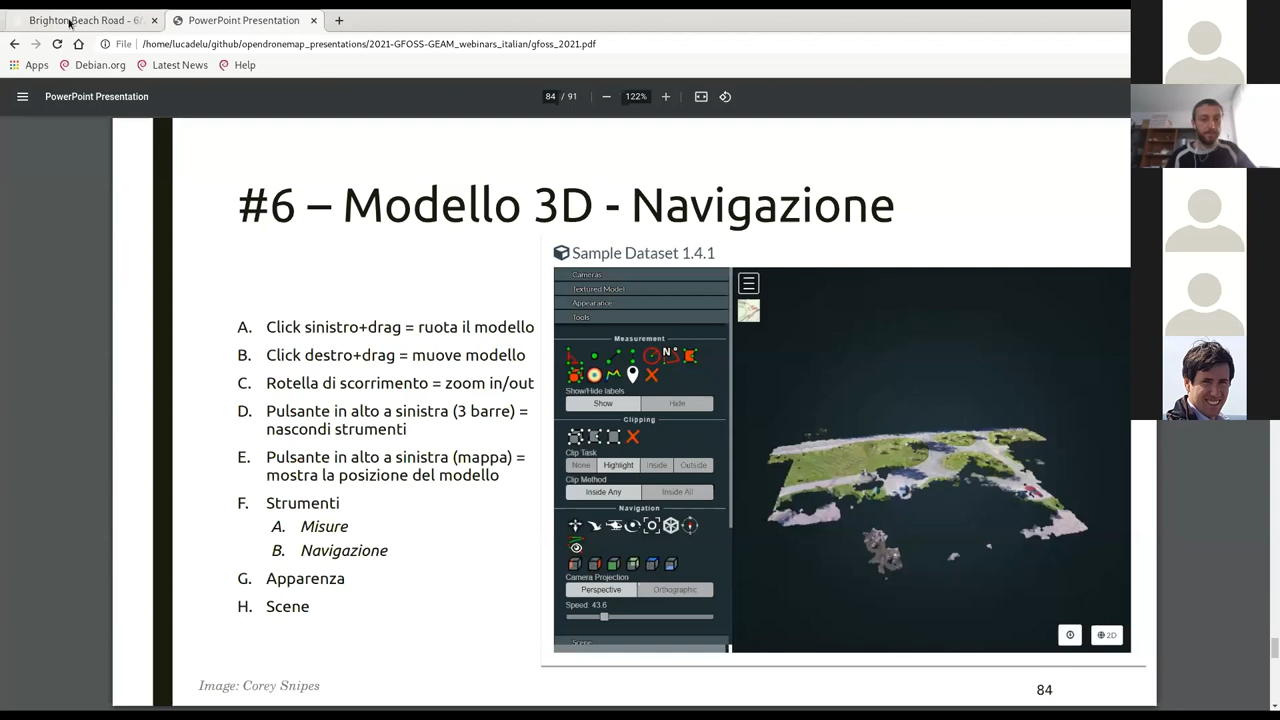 Brighton Beach Road - 6/
PowerPoint Presentation
File /home/lucadelu/github/opendronemap_presentations/2021-GFOSS-GEAM_webinars_italian/gfoss_2021.pdf
Apps Debian.org Latest News Help
PowerPoint Presentation 84 / 91 122%
#6 – Modello 3D - Navigazione
A. Click sinistro+drag = ruota il modello
B. Click destro+drag = muove modello
C. Rotella di scorrimento = zoom in/out
D. Pulsante in alto a sinistra (3 barre) =
nascondi strumenti
E. Pulsante in alto a sinistra (mappa) =
mostra la posizione del modello
F. Strumenti
A. Misure
B. Navigazione
G. Apparenza
H. Scene
Sample Dataset 1.4.1
Cameras
Textured Model
Appearance
Tools
Measurement
N
Show/Hide labels
Show Hide
Clipping
Clip Task
None Highlight Inside Outside
Clip Method
Inside Any Inside All
Navigation
Camera Projection
Perspective Orthographic
Speed: 43.6
Scene
2D
Image: Corey Snipes
84